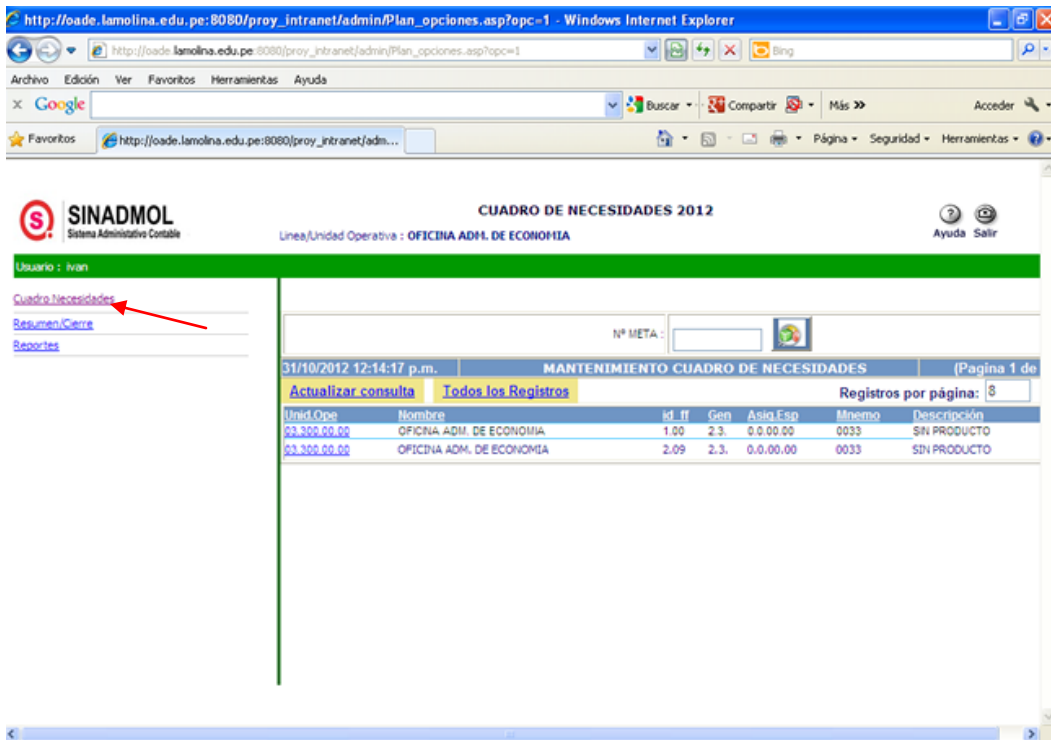 http://oade.lamolina.edu.pe:8080/proy_intranet/admin/Plan_opciones.asp?opc=1 - Windows Internet Explorer
http://oade.lamolina.edu.pe:8080/proy_intranet/admin/Plan_opciones.asp?opc=1 Bing
Archivo Edición Ver Favoritos Herramientas Ayuda
x Google Buscar Compartir Más >> Acceder
Favoritos http://oade.lamolina.edu.pe:8080/proy_intranet/adm... Página Seguridad Herramientas
SINADMOL
Sistema Administativo Contable
CUADRO DE NECESIDADES 2012
Linea/Unidad Operativa : OFICINA ADM. DE ECONOMIA
Ayuda Salir
Usuario : ivan
Cuadro Necesidades
Resumen/Cierre
Reportes
Nº META :
31/10/2012 12:14:17 p.m. MANTENIMIENTO CUADRO DE NECESIDADES (Pagina 1 de
Actualizar consulta Todos los Registros Registros por página: 8
Unid.Ope Nombre id_ff Gen Asig.Esp Mnemo Descripción
03.300.00.00 OFICINA ADM. DE ECONOMIA 1.00 2.3. 0.0.00.00 0033 SIN PRODUCTO
03.300.00.00 OFICINA ADM. DE ECONOMIA 2.09 2.3. 0.0.00.00 0033 SIN PRODUCTO